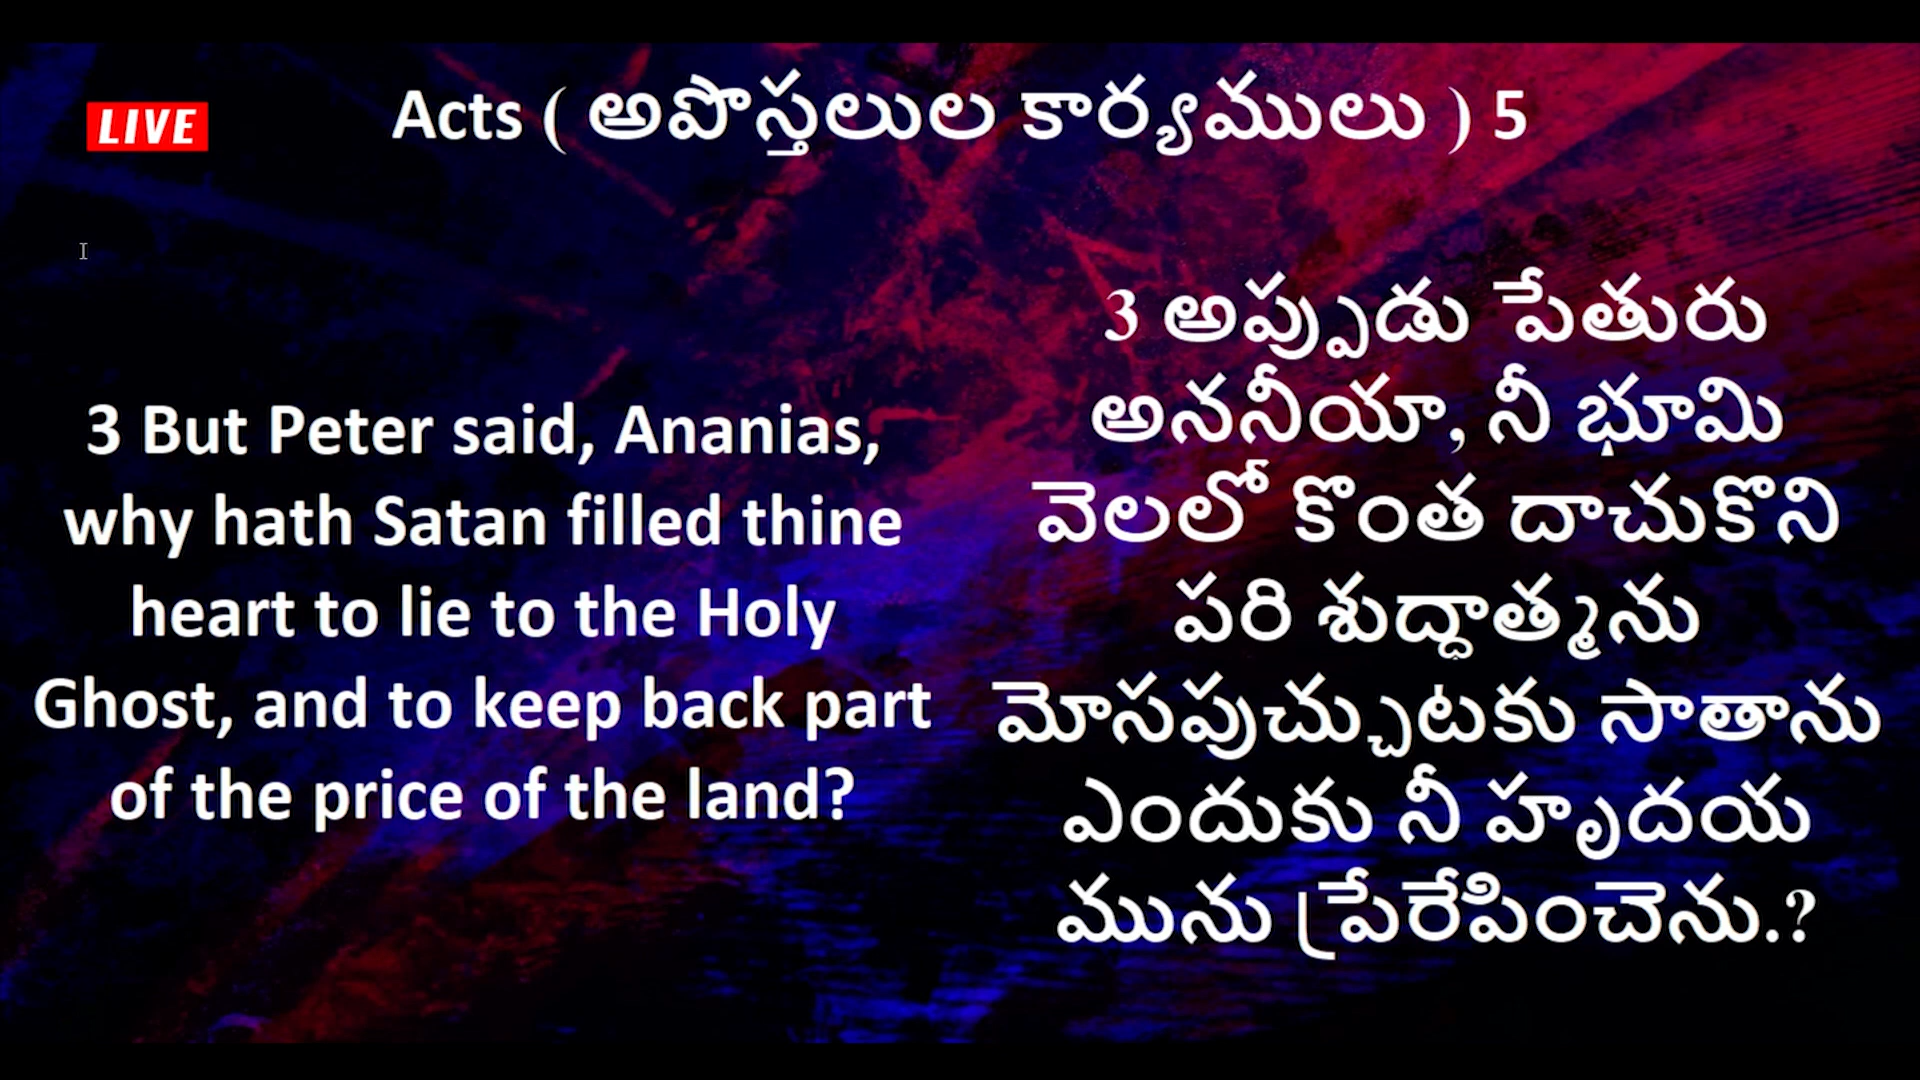 LIVE
Acts ( అపొస్తలుల కార్యములు ) 5
3 But Peter said, Ananias,
why hath Satan filled thine
heart to lie to the Holy
Ghost, and to keep back part
of the price of the land?
3 అప్పుడు పేతురు
అననీయా, నీ భూమి
వెలలో కొంత దాచుకొని
పరి శుద్ధాత్మను
మోసపుచ్చుటకు సాతాను
ఎందుకు నీ హృదయ
మును ప్రేరేపించెను.?